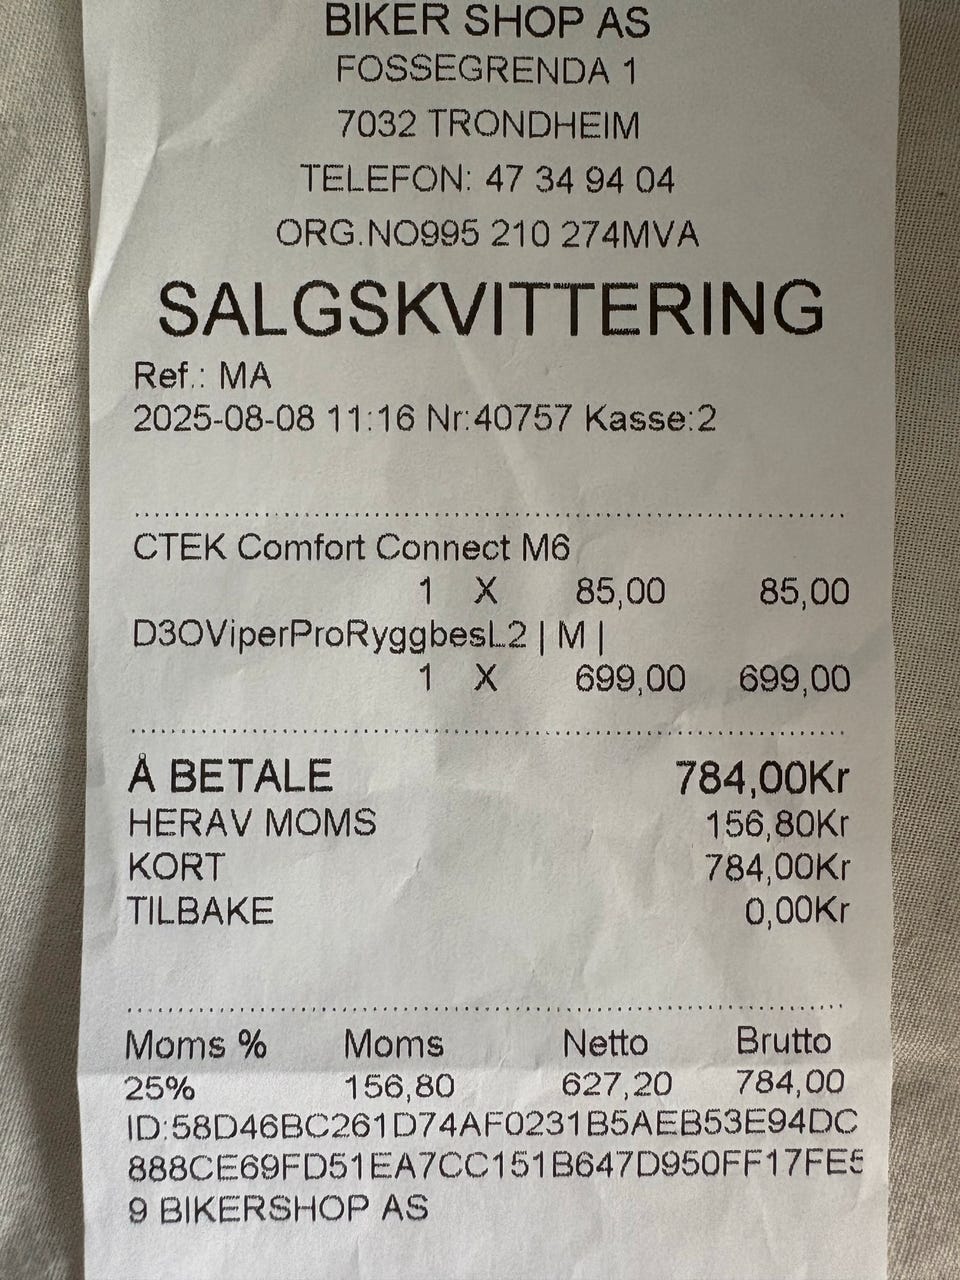 BIKER SHOP AS
FOSSEGRENDA 1
7032 TRONDHEIM
TELEFON: 47 34 94 04
ORG.NO995 210 274MVA
SALGSKVITTERING
Ref.: MA
2025-08-08 11:16 Nr:40757 Kasse:2
CTEK Comfort Connect M6
1 X 85,00 85,00
D3OViperProRyggbesL2 | M |
1 X 699,00 699,00
Å BETALE 784,00Kr
HERAV MOMS 156,80Kr
KORT 784,00Kr
TILBAKE 0,00Kr
Moms % Moms Netto Brutto
25% 156,80 627,20 784,00
ID:58D46BC261D74AF0231B5AEB53E94DC
888CE69FD51EA7CC151B647D950FF17FE5
9 BIKERSHOP AS